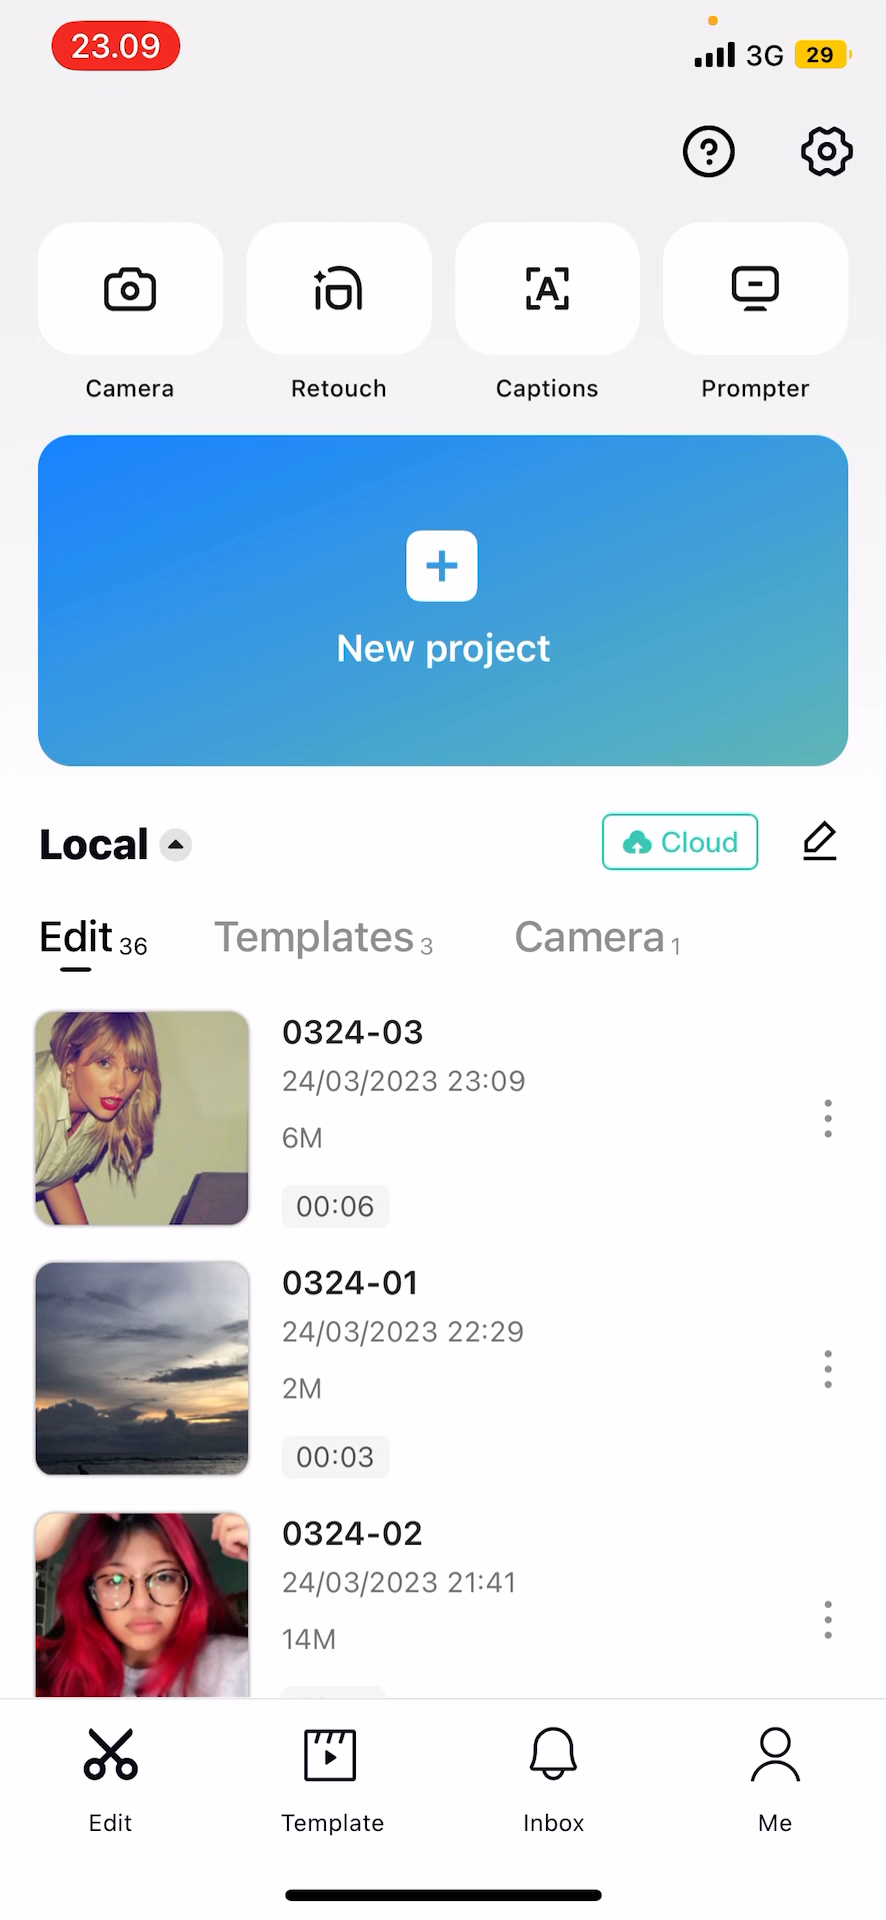 23.09
3G 29
Camera Retouch Captions Prompter
New project
Local Cloud
Edit 36 Templates 3 Camera 1
0324-03
24/03/2023 23:09
6M
00:06
0324-01
24/03/2023 22:29
2M
00:03
0324-02
24/03/2023 21:41
14M
Edit Template Inbox Me